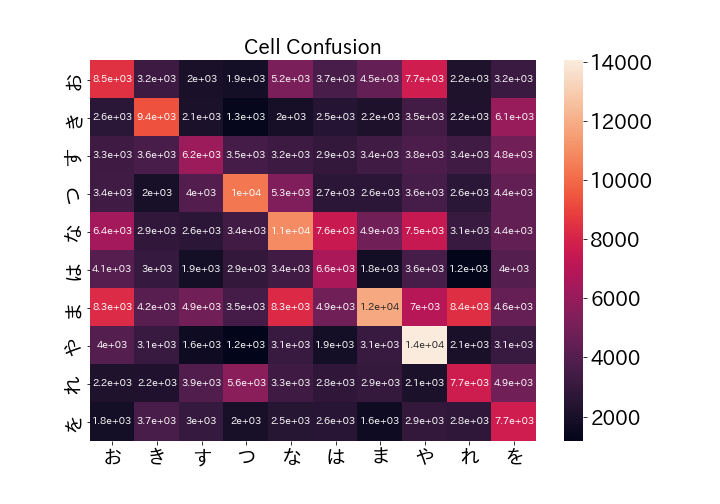 Cell Confusion
お 8.5e+03 3.2e+03 2e+03 1.9e+03 5.2e+03 3.7e+03 4.5e+03 7.7e+03 2.2e+03 3.2e+03
き 2.6e+03 9.4e+03 2.1e+03 1.3e+03 2e+03 2.5e+03 2.2e+03 3.5e+03 2.2e+03 6.1e+03
す 3.3e+03 3.6e+03 6.2e+03 3.5e+03 3.2e+03 2.9e+03 3.4e+03 3.8e+03 3.4e+03 4.8e+03
つ 3.4e+03 2e+03 4e+03 1e+04 5.3e+03 2.7e+03 2.6e+03 3.6e+03 2.6e+03 4.4e+03
な 6.4e+03 2.9e+03 2.6e+03 3.4e+03 1.1e+04 7.6e+03 4.9e+03 7.5e+03 3.1e+03 4.4e+03
は 4.1e+03 3e+03 1.9e+03 2.9e+03 3.4e+03 6.6e+03 1.8e+03 3.6e+03 1.2e+03 4e+03
ま 8.3e+03 4.2e+03 4.9e+03 3.5e+03 8.3e+03 4.9e+03 1.2e+04 7e+03 8.4e+03 4.6e+03
や 4e+03 3.1e+03 1.6e+03 1.2e+03 3.1e+03 1.9e+03 3.1e+03 1.4e+04 2.1e+03 3.1e+03
れ 2.2e+03 2.2e+03 3.9e+03 5.6e+03 3.3e+03 2.8e+03 2.9e+03 2.1e+03 7.7e+03 4.9e+03
を 1.8e+03 3.7e+03 3e+03 2e+03 2.5e+03 2.6e+03 1.6e+03 2.9e+03 2.8e+03 7.7e+03
お き す つ な は ま や れ を
14000
12000
10000
8000
6000
4000
2000